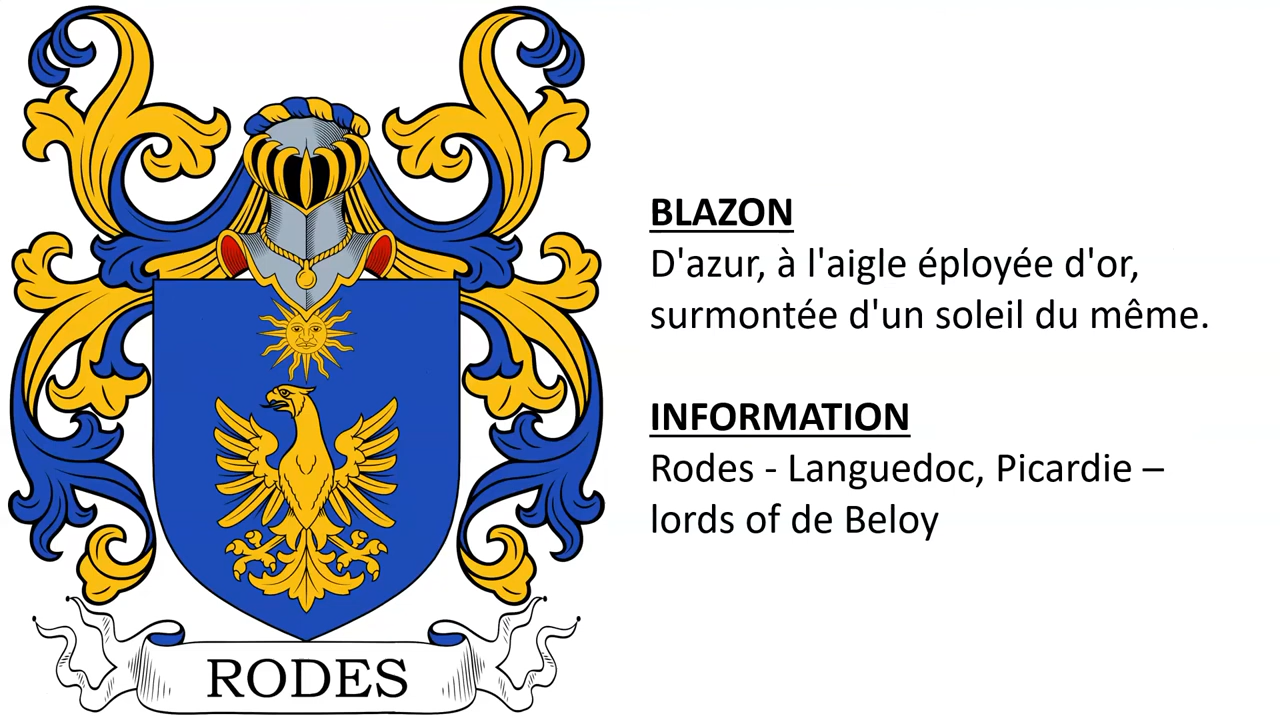 BLAZON
D'azur, à l'aigle éployée d'or,
surmontée d'un soleil du même.
INFORMATION
Rodes - Languedoc, Picardie –
lords of de Beloy
RODES